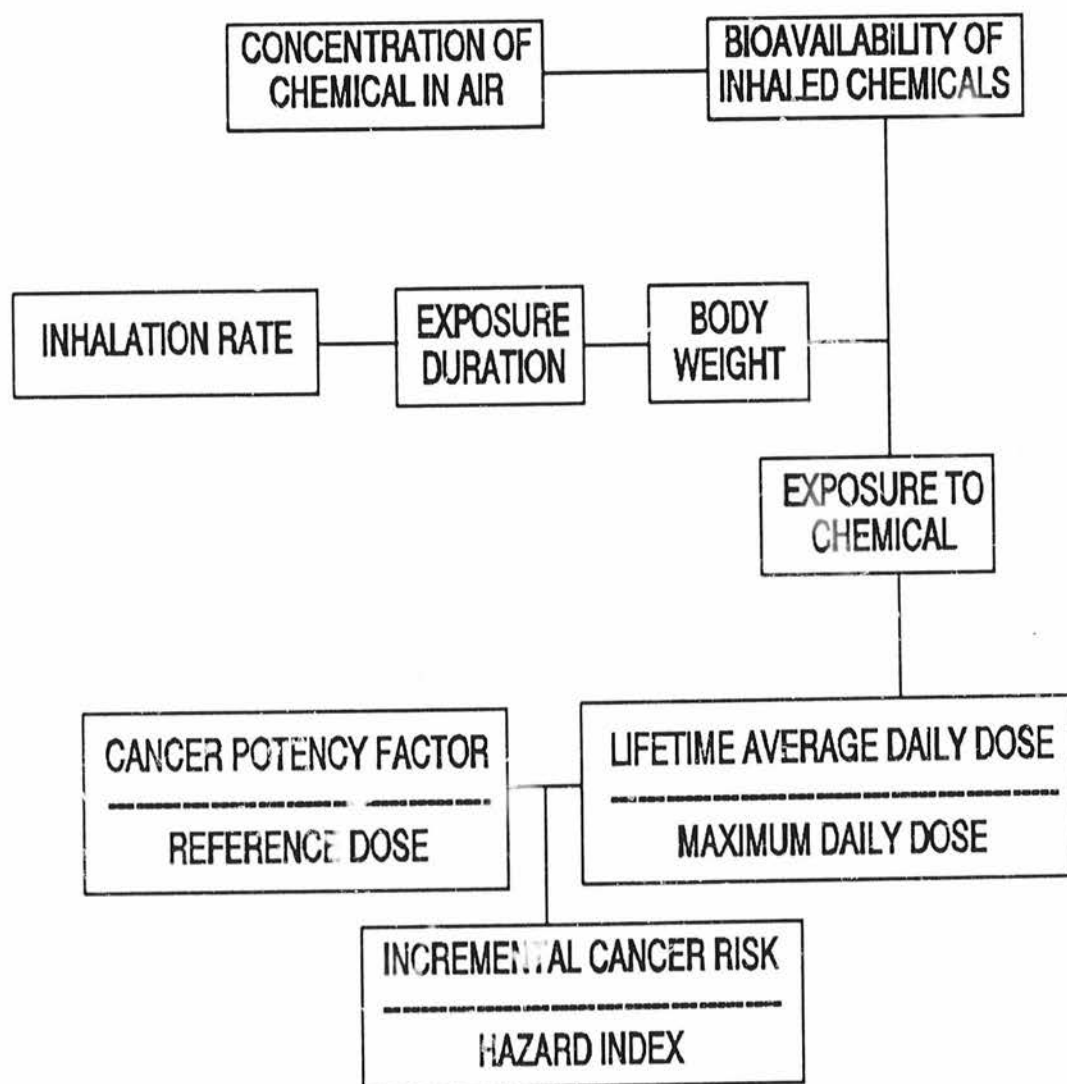 CONCENTRATION OF
CHEMICAL IN AIR
BIOAVAILABILITY OF
INHALED CHEMICALS
INHALATION RATE
EXPOSURE
DURATION
BODY
WEIGHT
EXPOSURE TO
CHEMICAL
CANCER POTENCY FACTOR
REFERENCE DOSE
LIFETIME AVERAGE DAILY DOSE
MAXIMUM DAILY DOSE
INCREMENTAL CANCER RISK
HAZARD INDEX